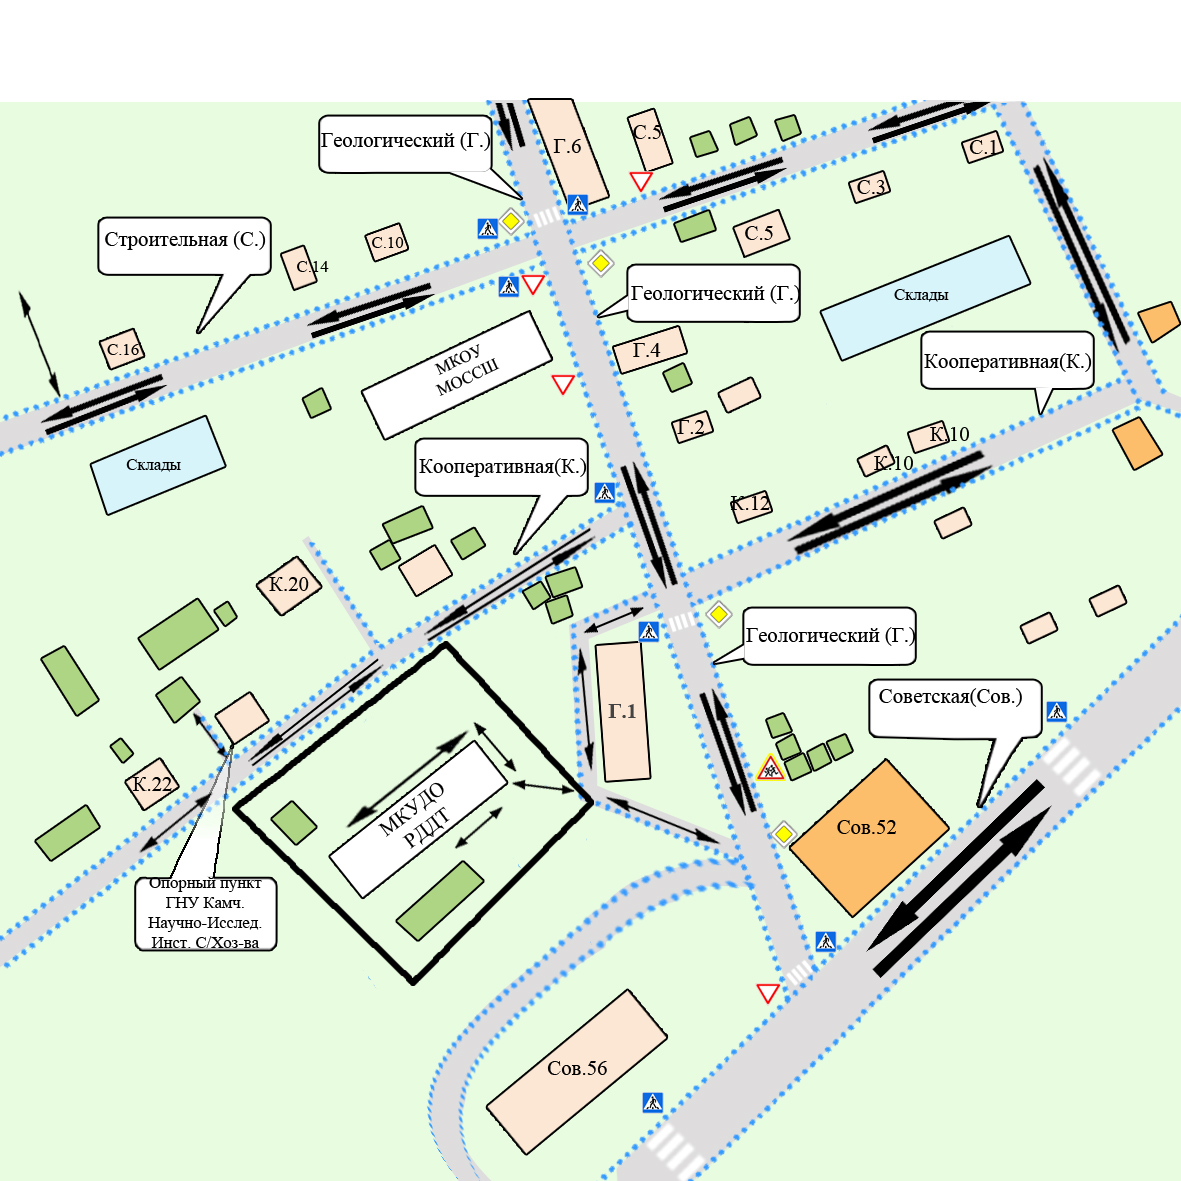 Геологический (Г.)
Г.6
С.5
С.1
С.3
Строительная (С.)
С.10
С.5
С.14
Геологический (Г.)
Склады
С.16
МКОУ
МОССШ
Г.4
Кооперативная(К.)
Г.2
К.10
К.10
Склады
Кооперативная(К.)
К.12
К.20
Геологический (Г.)
Советская(Сов.)
Г.1
К.22
МКУДО
РДДТ
Сов.52
Опорный пункт
ГНУ Камч.
Научно-Исслед.
Инст. С/Хоз-ва
Сов.56